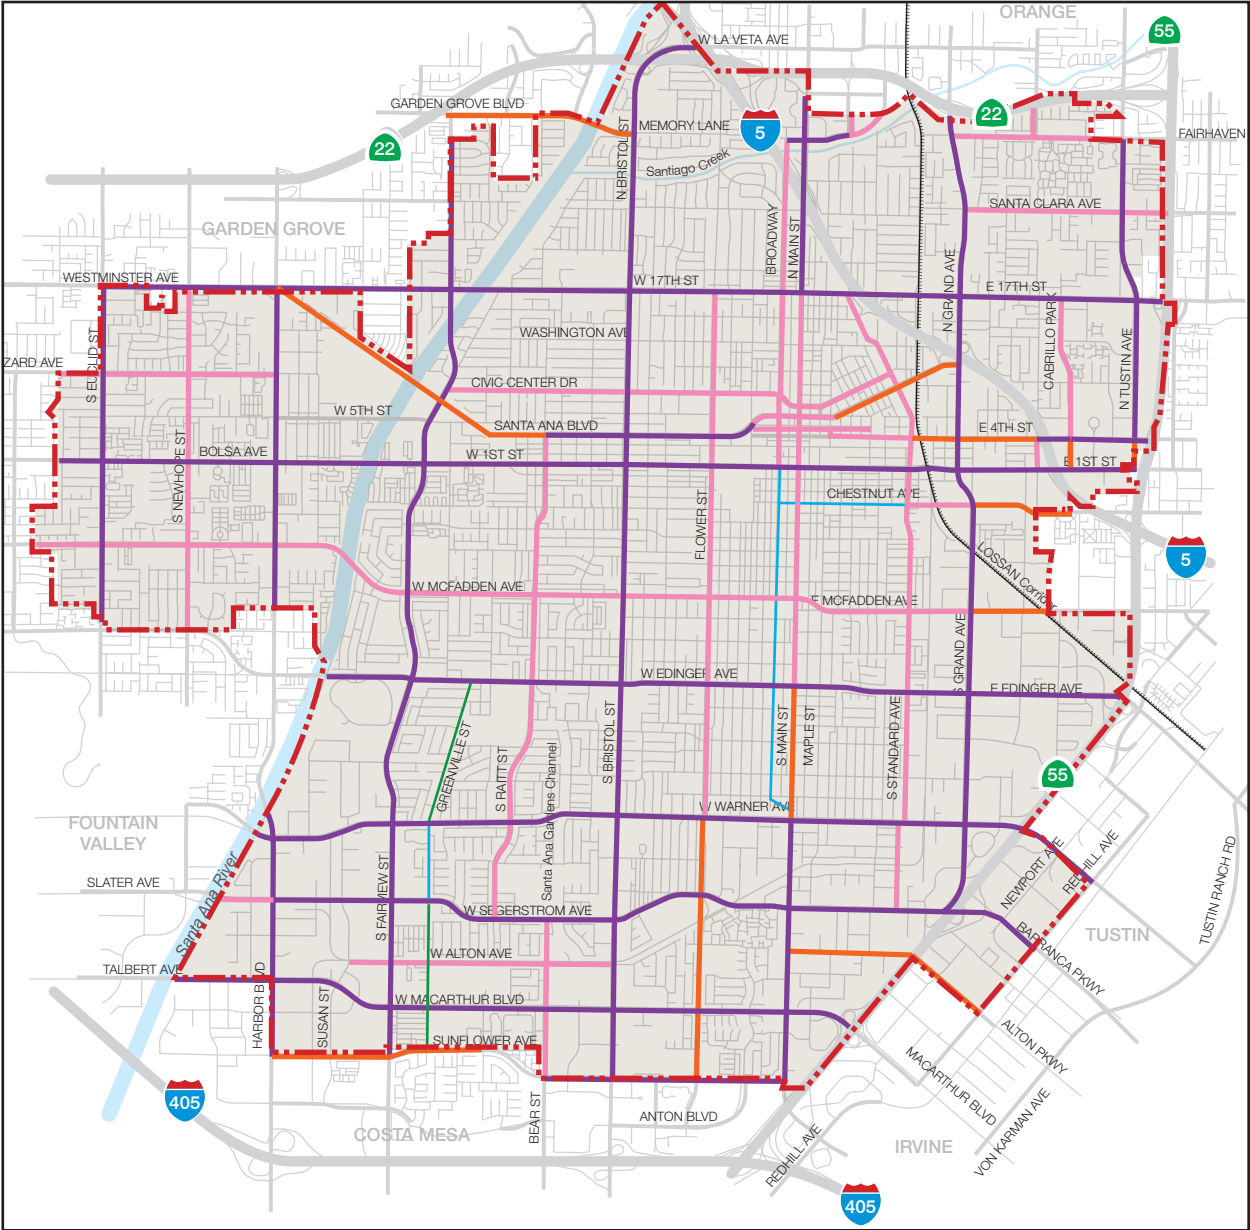 ORANGE
55
W LA VETA AVE
GARDEN GROVE BLVD
22
MEMORY LANE
5
FAIRHAVEN
22
N BRISTOL ST
Santiago Creek
SANTA CLARA AVE
GARDEN GROVE
BROADWAY
N MAIN ST
N GRAND AVE
WESTMINSTER AVE
W 17TH ST
E 17TH ST
WASHINGTON AVE
CABRILLO PARK
N TUSTIN AVE
S EUCLID ST
ZARD AVE
CIVIC CENTER DR
W 5TH ST
SANTA ANA BLVD
E 4TH ST
S NEWHOPE ST
BOLSA AVE
W 1ST ST
E 1ST ST
CHESTNUT AVE
FLOWER ST
LOSSAN Corridor
5
W MCFADDEN AVE
E MCFADDEN AVE
S GRAND AVE
W EDINGER AVE
E EDINGER AVE
GREENVILLE ST
S RAITT ST
Santa Ana Gardens Channel
S BRISTOL ST
S MAIN ST
MAPLE ST
S STANDARD AVE
55
W WARNER AVE
FOUNTAIN
VALLEY
NEWPORT AVE
REDHILL AVE
TUSTIN RANCH RD
SLATER AVE
Santa Ana River
S FAIRVIEW ST
W SEGERSTROM AVE
TUSTIN
BARRANCA PKWY
W ALTON AVE
TALBERT AVE
HARBOR BLVD
SUSAN ST
W MACARTHUR BLVD
SUNFLOWER AVE
ALTON PKWY
MACARTHUR BLVD
VON KARMAN AVE
405
BEAR ST
ANTON BLVD
COSTA MESA
REDHILL AVE
IRVINE
405